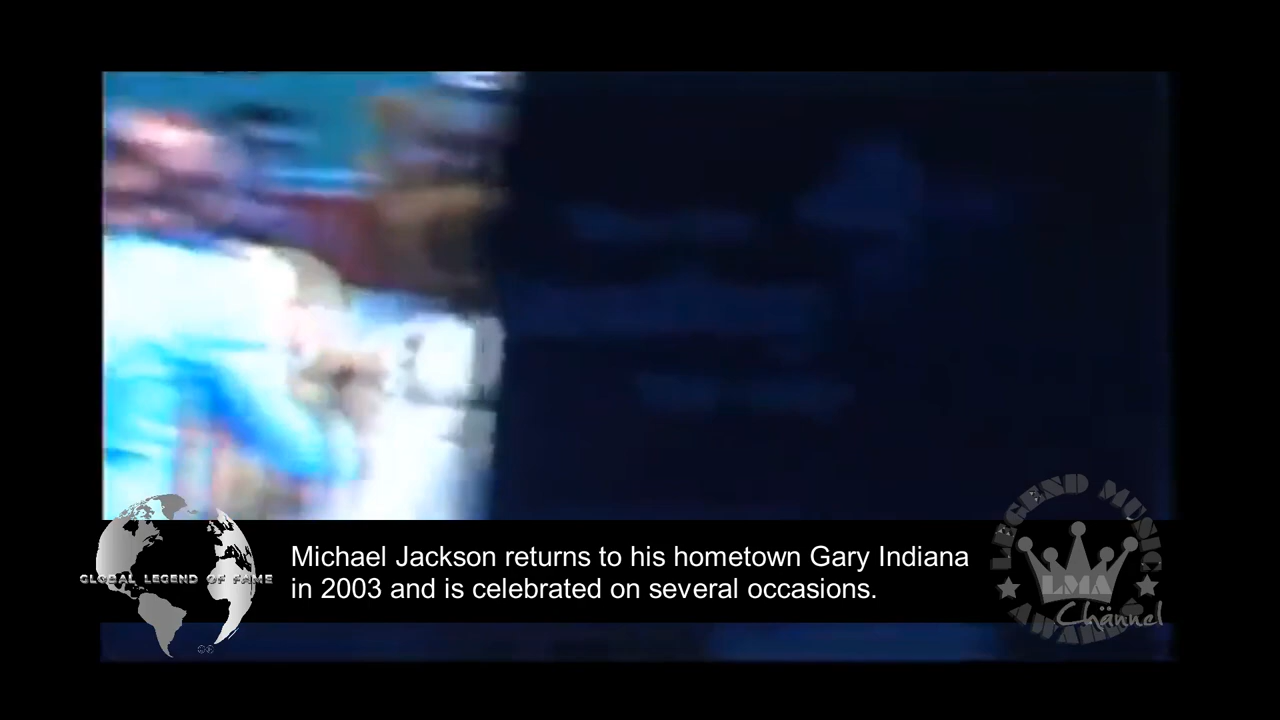 Michael Jackson returns to his hometown Gary Indiana
in 2003 and is celebrated on several occasions.
GLOBAL LEGEND OF FAME
LEGEND MUSIC
LMA
Channel